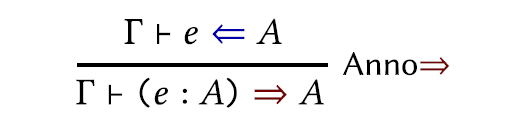 Γ ⊢ e ⇐ A
Γ ⊢ (e : A) ⇒ A Anno⇒